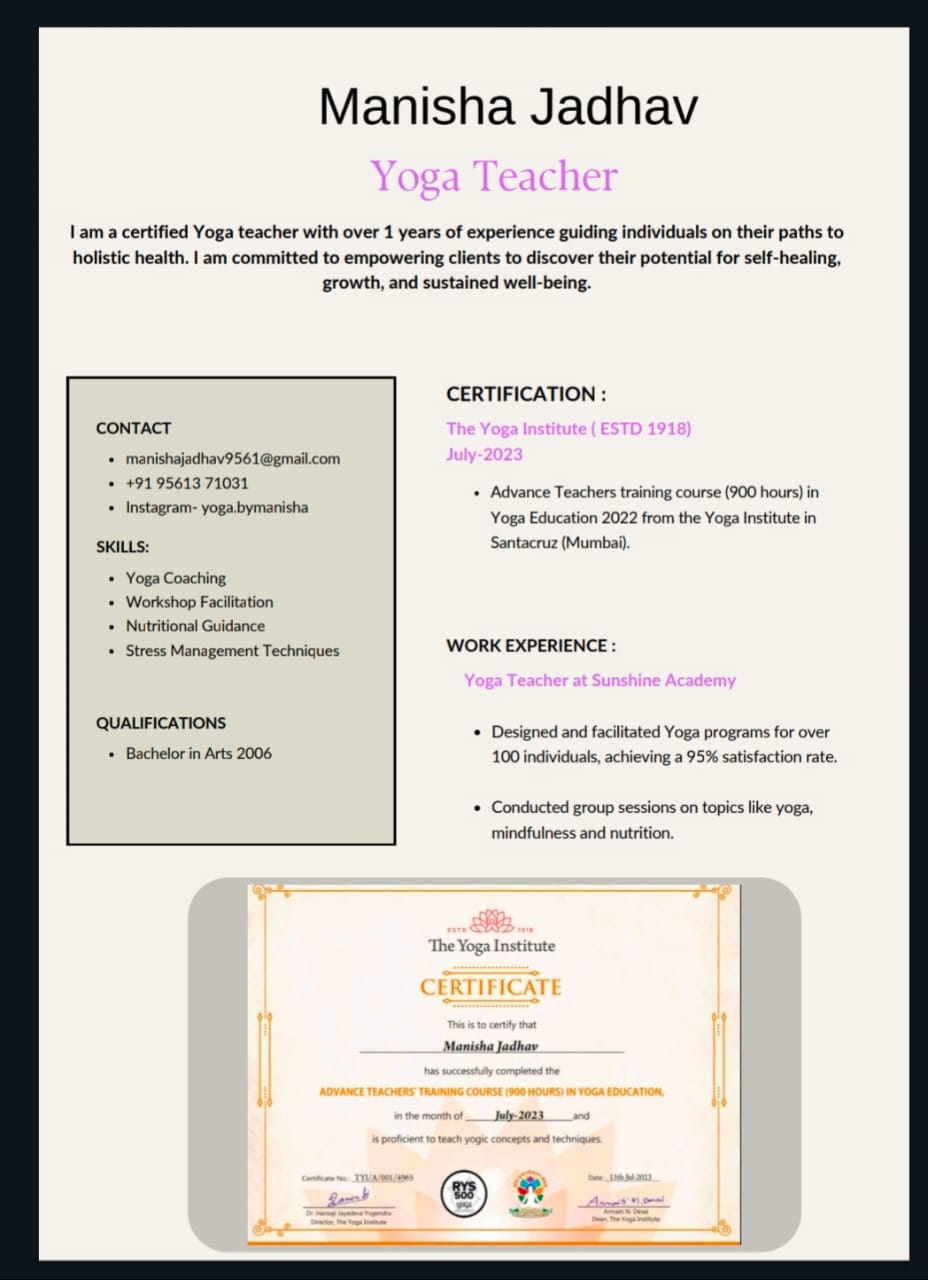 Manisha Jadhav
Yoga Teacher
I am a certified Yoga teacher with over 1 years of experience guiding individuals on their paths to
holistic health. I am committed to empowering clients to discover their potential for self-healing,
growth, and sustained well-being.
CONTACT
• manishajadhav9561@gmail.com
• +91 95613 71031
• Instagram- yoga.bymanisha
SKILLS:
• Yoga Coaching
• Workshop Facilitation
• Nutritional Guidance
• Stress Management Techniques
QUALIFICATIONS
• Bachelor in Arts 2006
CERTIFICATION :
The Yoga Institute ( ESTD 1918)
July-2023
• Advance Teachers training course (900 hours) in
Yoga Education 2022 from the Yoga Institute in
Santacruz (Mumbai).
WORK EXPERIENCE :
Yoga Teacher at Sunshine Academy
• Designed and facilitated Yoga programs for over
100 individuals, achieving a 95% satisfaction rate.
• Conducted group sessions on topics like yoga,
mindfulness and nutrition.
ESTD 1918
The Yoga Institute
CERTIFICATE
This is to certify that
Manisha Jadhav
has successfully completed the
ADVANCE TEACHERS' TRAINING COURSE (900 HOURS) IN YOGA EDUCATION,
in the month of July-2023 and
is proficient to teach yogic concepts and techniques.
Certificate No.: TYI/A/001/4965
Date 13th-Jul-2023
RYS
500
yoga
Dr. Hansaji Jayadeva Yogendra
Director, The Yoga Institute
Armaiti N. Desai
Armaiti N. Desai
Dean, The Yoga Institute